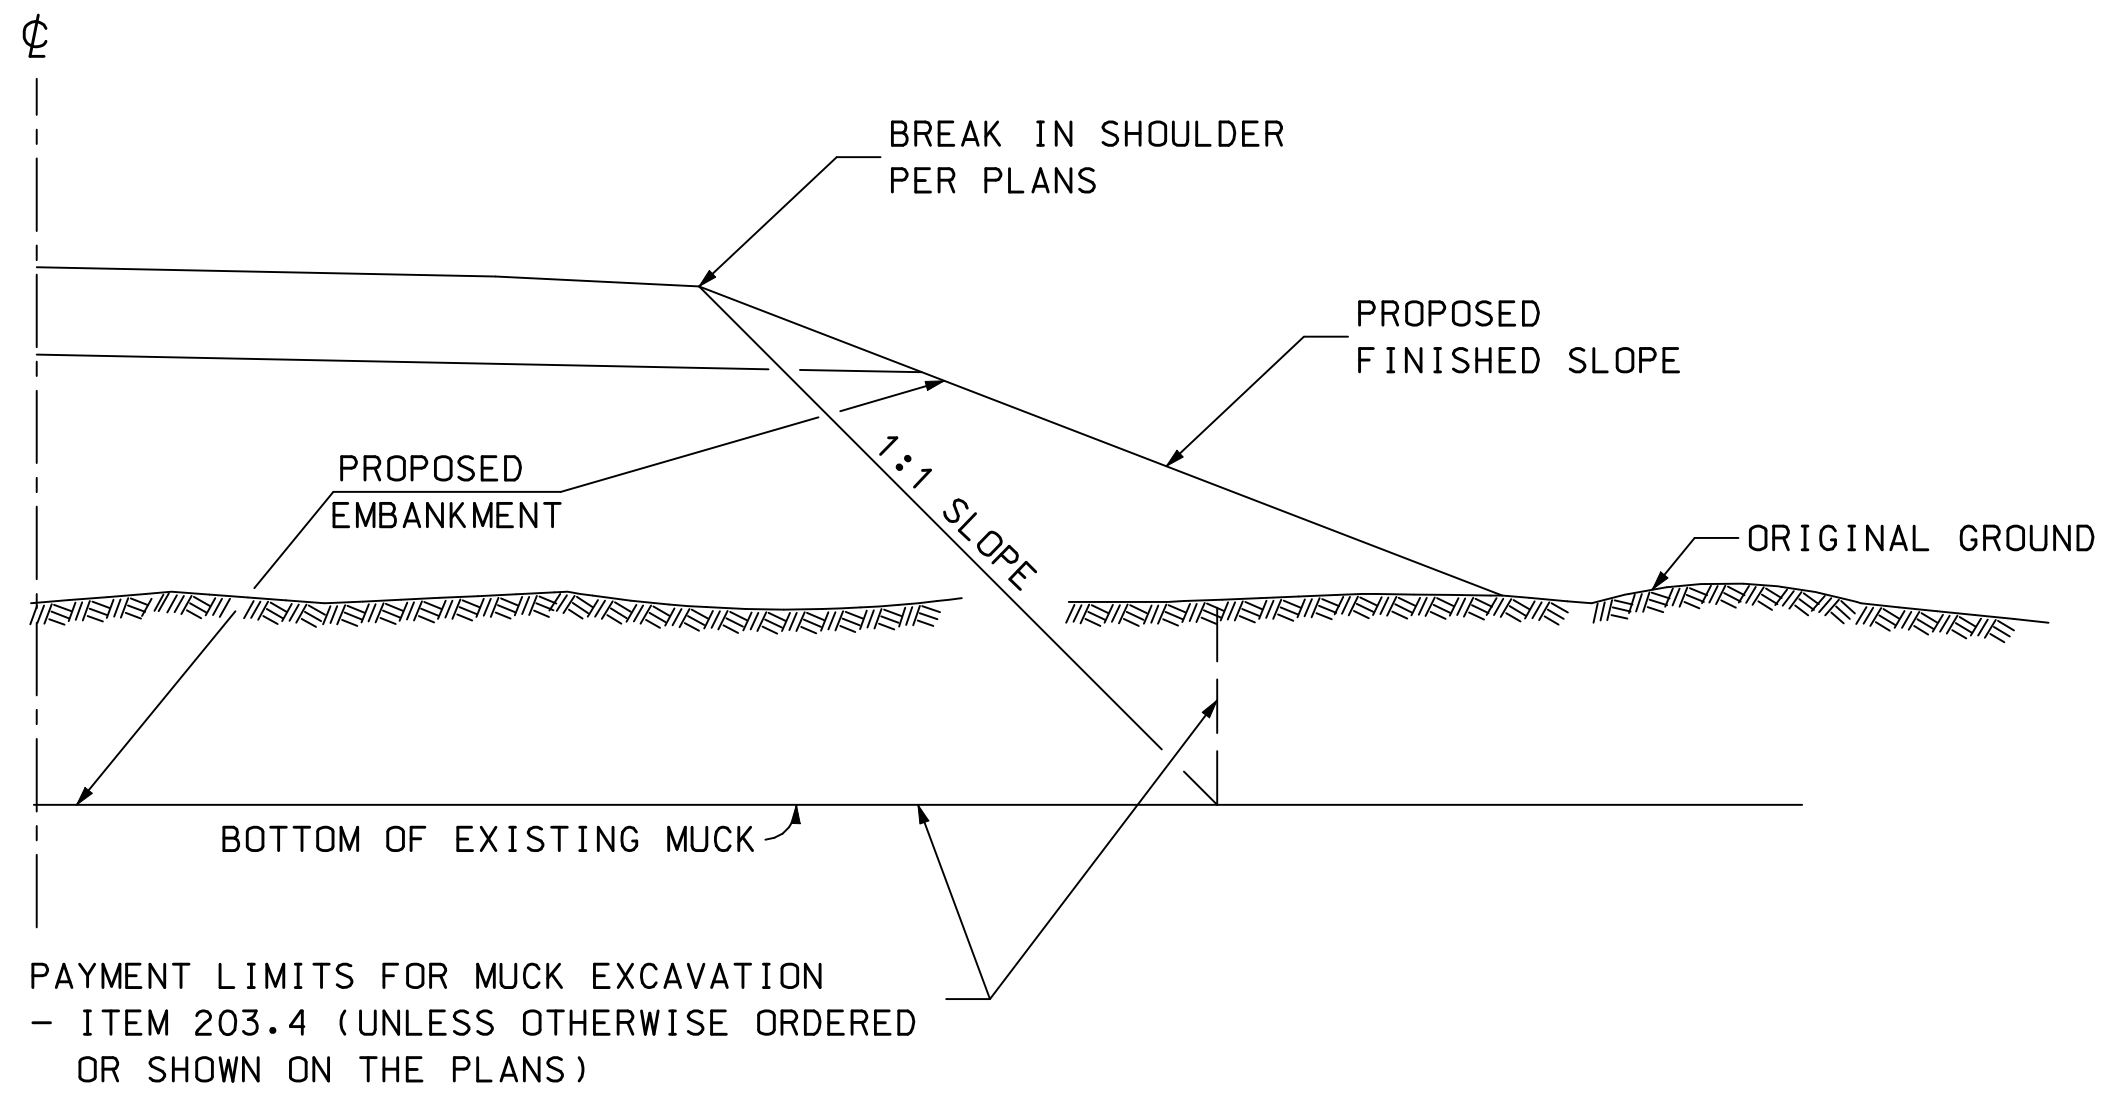 ℄
BREAK IN SHOULDER
PER PLANS
PROPOSED
FINISHED SLOPE
1:1 SLOPE
PROPOSED
EMBANKMENT
ORIGINAL GROUND
BOTTOM OF EXISTING MUCK
PAYMENT LIMITS FOR MUCK EXCAVATION
- ITEM 203.4 (UNLESS OTHERWISE ORDERED
OR SHOWN ON THE PLANS)